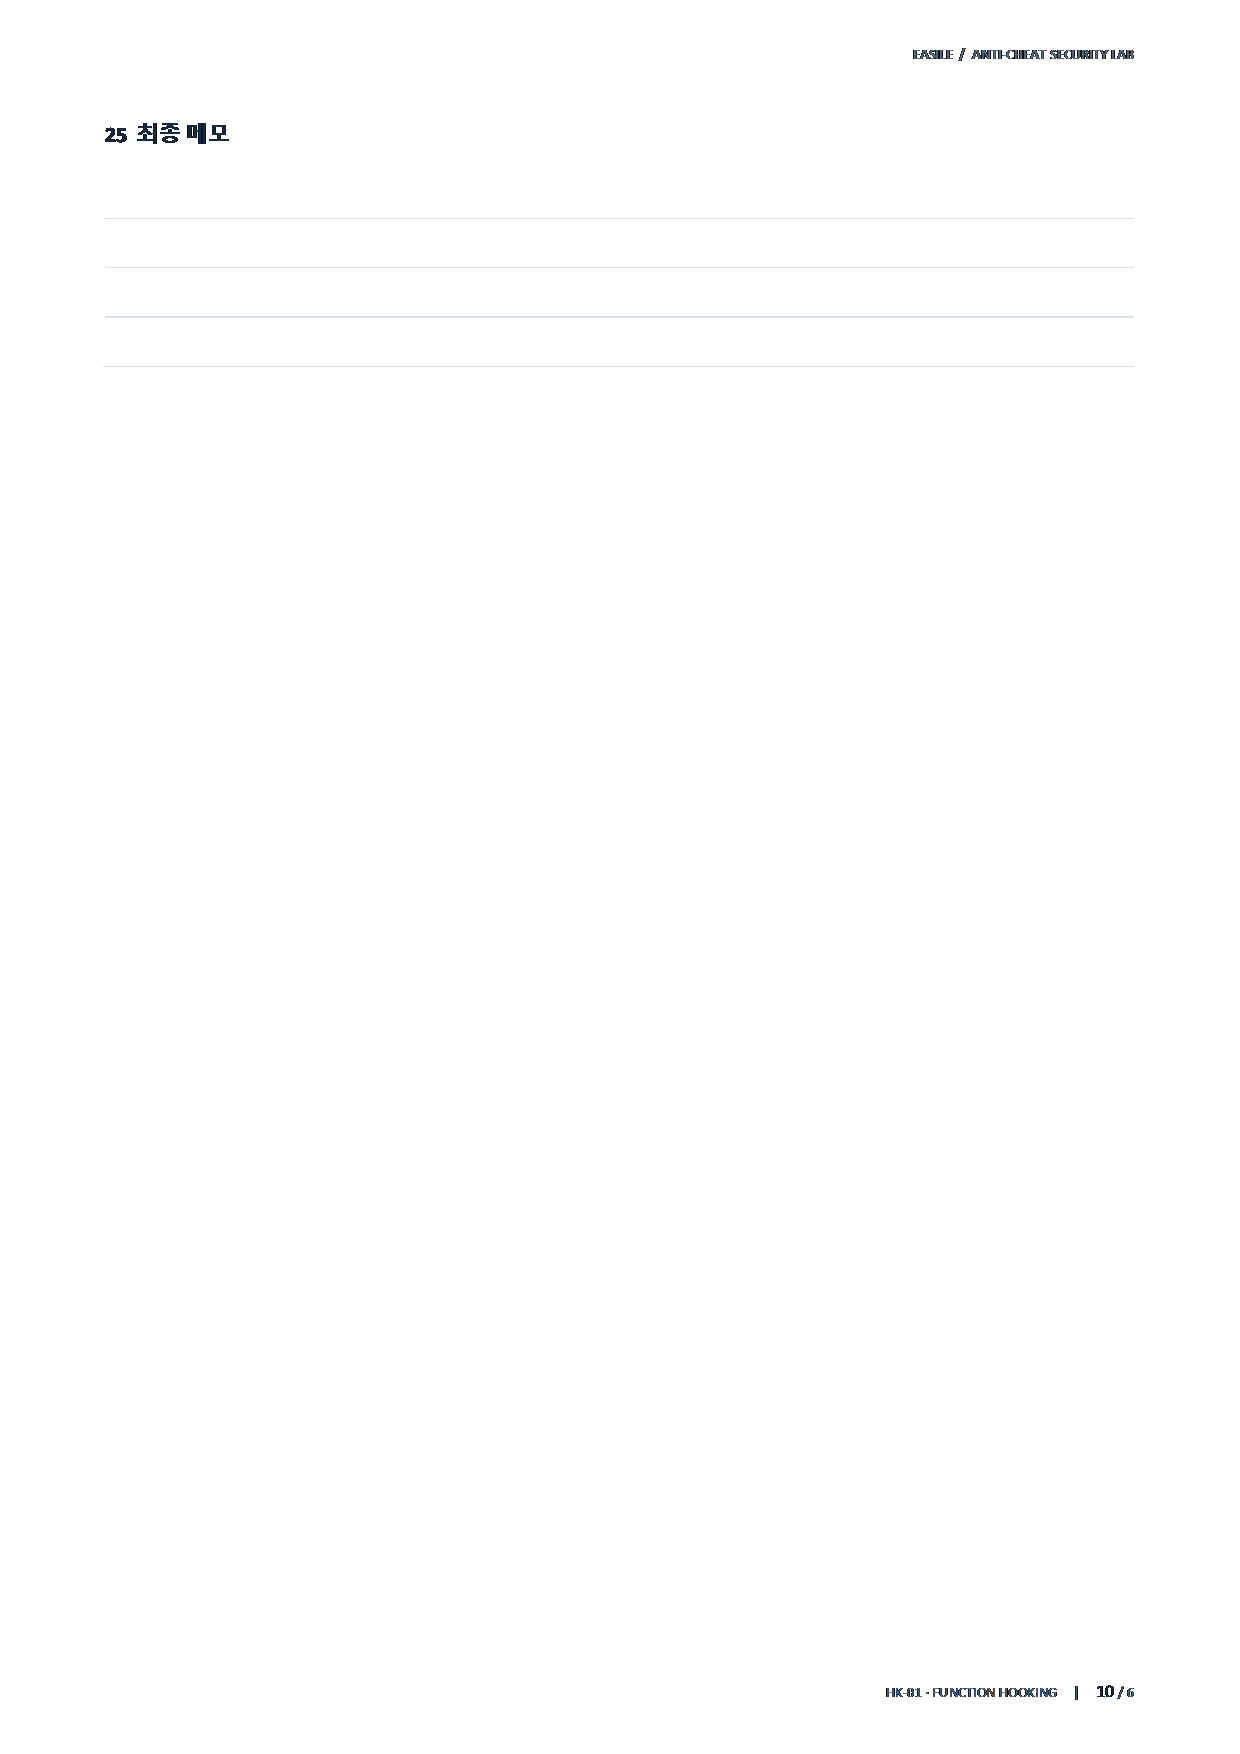 EASILE / ANTI-CHEAT SECURITY LAB
25 최종 메모
HK-01 · FUNCTION HOOKING | 10 / 6